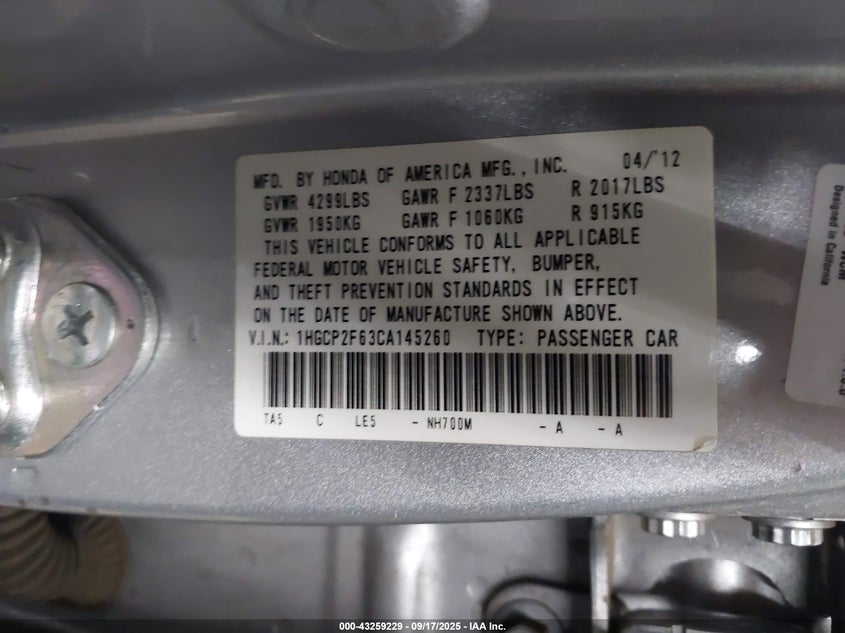 MFD. BY HONDA OF AMERICA MFG., INC. 04/'12
GVWR 4299LBS GAWR F 2337LBS R 2017LBS
GVWR 1950KG GAWR F 1060KG R 915KG
THIS VEHICLE CONFORMS TO ALL APPLICABLE
FEDERAL MOTOR VEHICLE SAFETY, BUMPER,
AND THEFT PREVENTION STANDARDS IN EFFECT
ON THE DATE OF MANUFACTURE SHOWN ABOVE.
V.I.N.: 1HGCP2F63CA145260 TYPE: PASSENGER CAR
TA5 C LE5 - NH700M - A - A
Designed in California
000-43259229 - 09/17/2025 - IAA Inc.